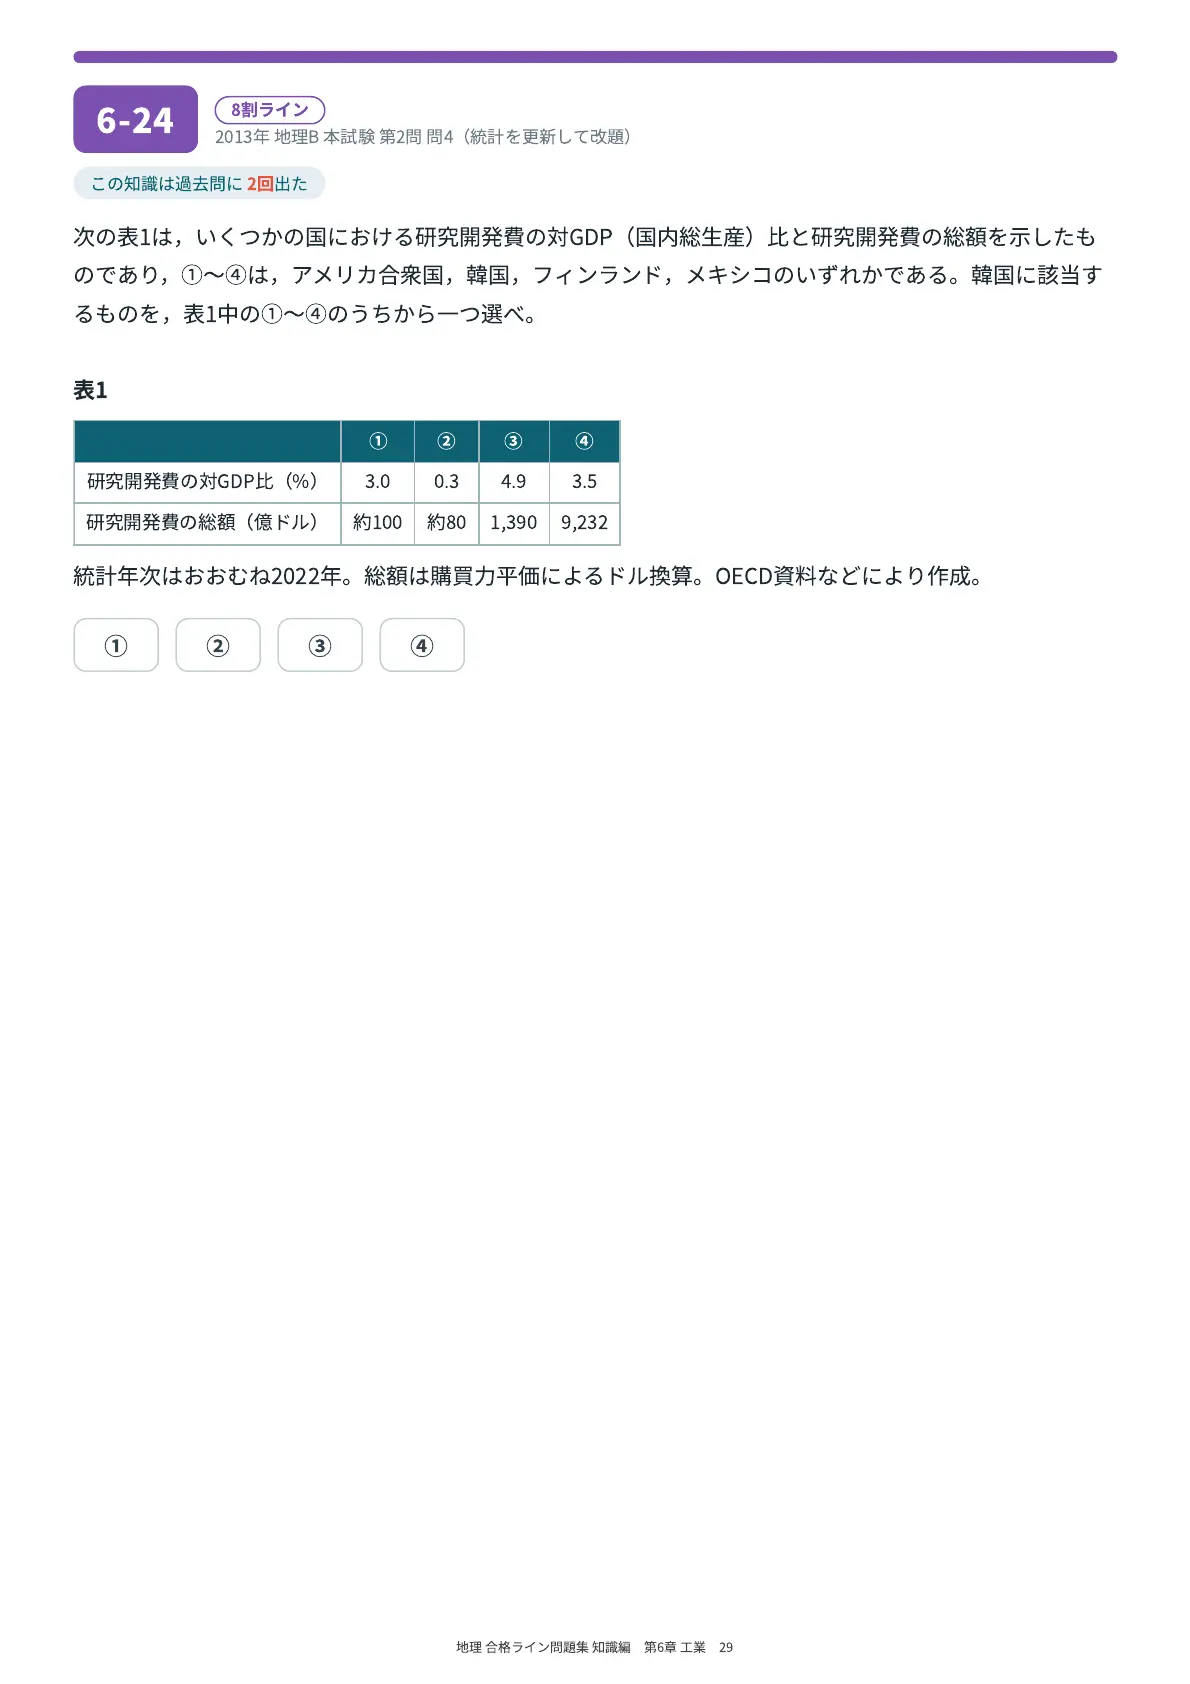 6-24
8割ライン
2013年 地理B 本試験 第2問 問4（統計を更新して改題）
この知識は過去問に 2回出た
次の表1は，いくつかの国における研究開発費の対GDP（国内総生産）比と研究開発費の総額を示したも
のであり，①～④は，アメリカ合衆国，韓国，フィンランド，メキシコのいずれかである。韓国に該当す
るものを，表1中の①～④のうちから一つ選べ。
表1
① ② ③ ④
研究開発費の対GDP比（%） 3.0 0.3 4.9 3.5
研究開発費の総額（億ドル） 約100 約80 1,390 9,232
統計年次はおおむね2022年。総額は購買力平価によるドル換算。OECD資料などにより作成。
① ② ③ ④
地理 合格ライン問題集 知識編 第6章 工業 29